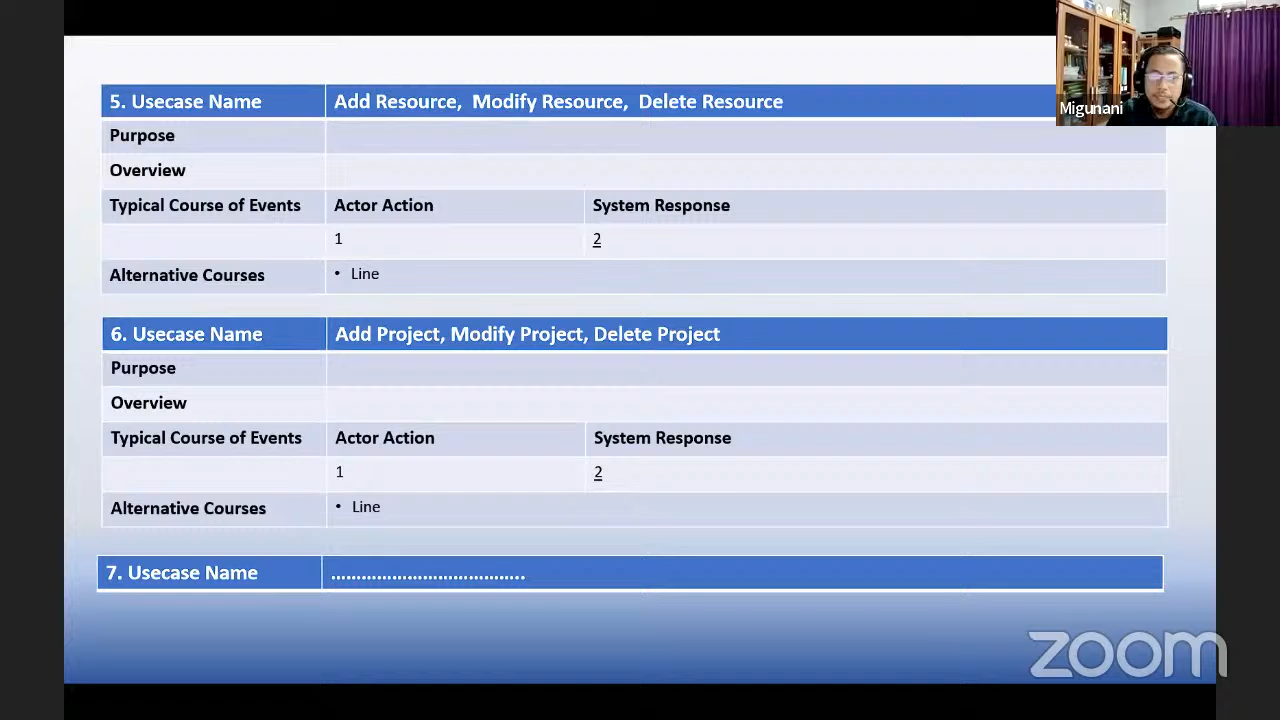 5. Usecase Name Add Resource, Modify Resource, Delete Resource
Migunani
Purpose
Overview
Typical Course of Events Actor Action System Response
1 2
Alternative Courses • Line
6. Usecase Name Add Project, Modify Project, Delete Project
Purpose
Overview
Typical Course of Events Actor Action System Response
1 2
Alternative Courses • Line
7. Usecase Name ......................................
zoom